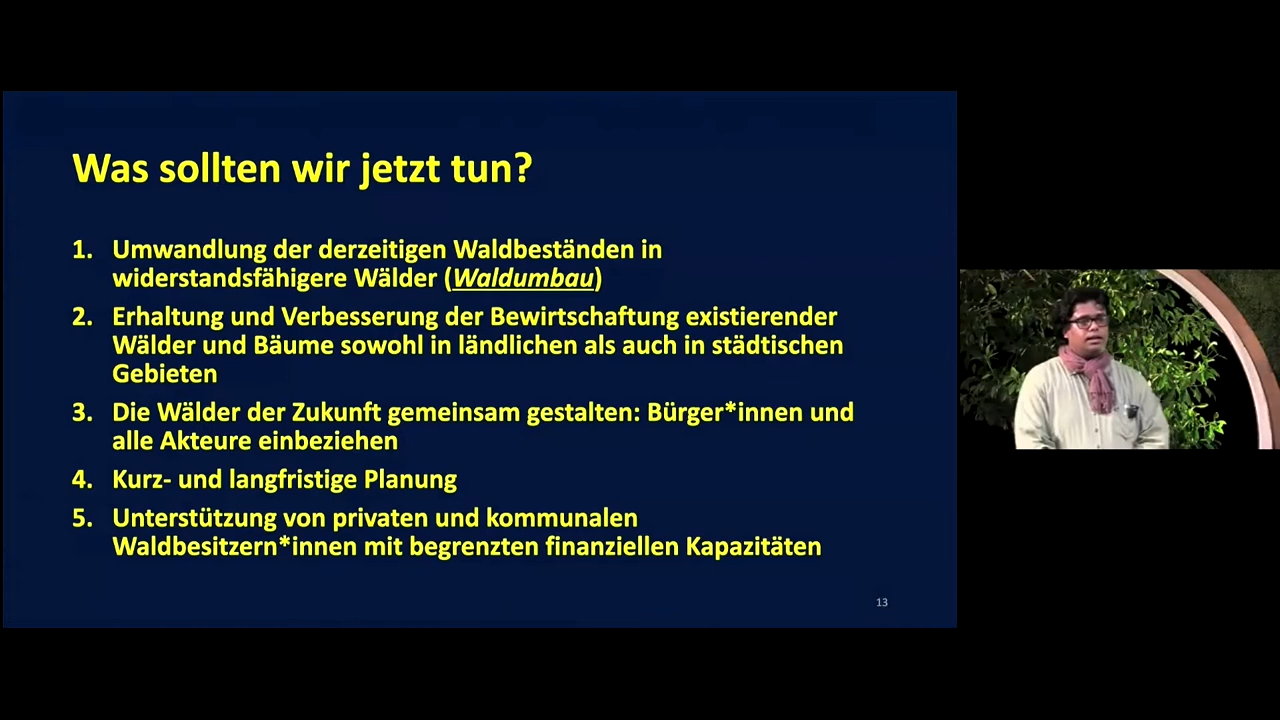 Was sollten wir jetzt tun?
1. Umwandlung der derzeitigen Waldbeständen in
widerstandsfähigere Wälder (Waldumbau)
2. Erhaltung und Verbesserung der Bewirtschaftung existierender
Wälder und Bäume sowohl in ländlichen als auch in städtischen
Gebieten
3. Die Wälder der Zukunft gemeinsam gestalten: Bürger*innen und
alle Akteure einbeziehen
4. Kurz- und langfristige Planung
5. Unterstützung von privaten und kommunalen
Waldbesitzern*innen mit begrenzten finanziellen Kapazitäten
13